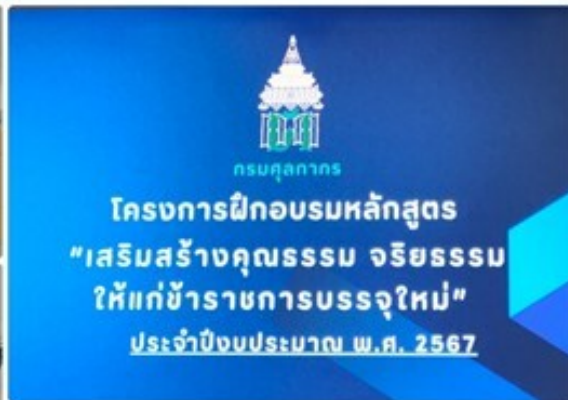 กรมศุลกากร
โครงการฝึกอบรมหลักสูตร
"เสริมสร้างคุณธรรม จริยธรรม
ให้แก่ข้าราชการบรรจุใหม่"
ประจำปีงบประมาณ พ.ศ. 2567